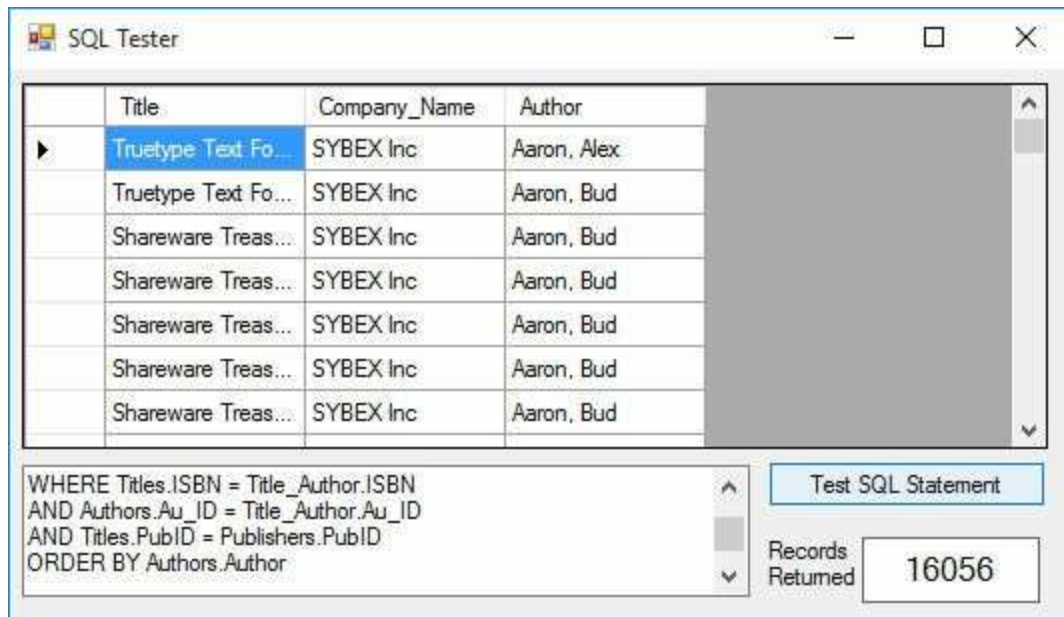 SQL Tester
Title Company_Name Author
Truetype Text Fo... SYBEX Inc Aaron, Alex
Truetype Text Fo... SYBEX Inc Aaron, Bud
Shareware Treas... SYBEX Inc Aaron, Bud
Shareware Treas... SYBEX Inc Aaron, Bud
Shareware Treas... SYBEX Inc Aaron, Bud
Shareware Treas... SYBEX Inc Aaron, Bud
Shareware Treas... SYBEX Inc Aaron, Bud
WHERE Titles.ISBN = Title_Author.ISBN
AND Authors.Au_ID = Title_Author.Au_ID
AND Titles.PubID = Publishers.PubID
ORDER BY Authors.Author
Test SQL Statement
Records
Returned
16056